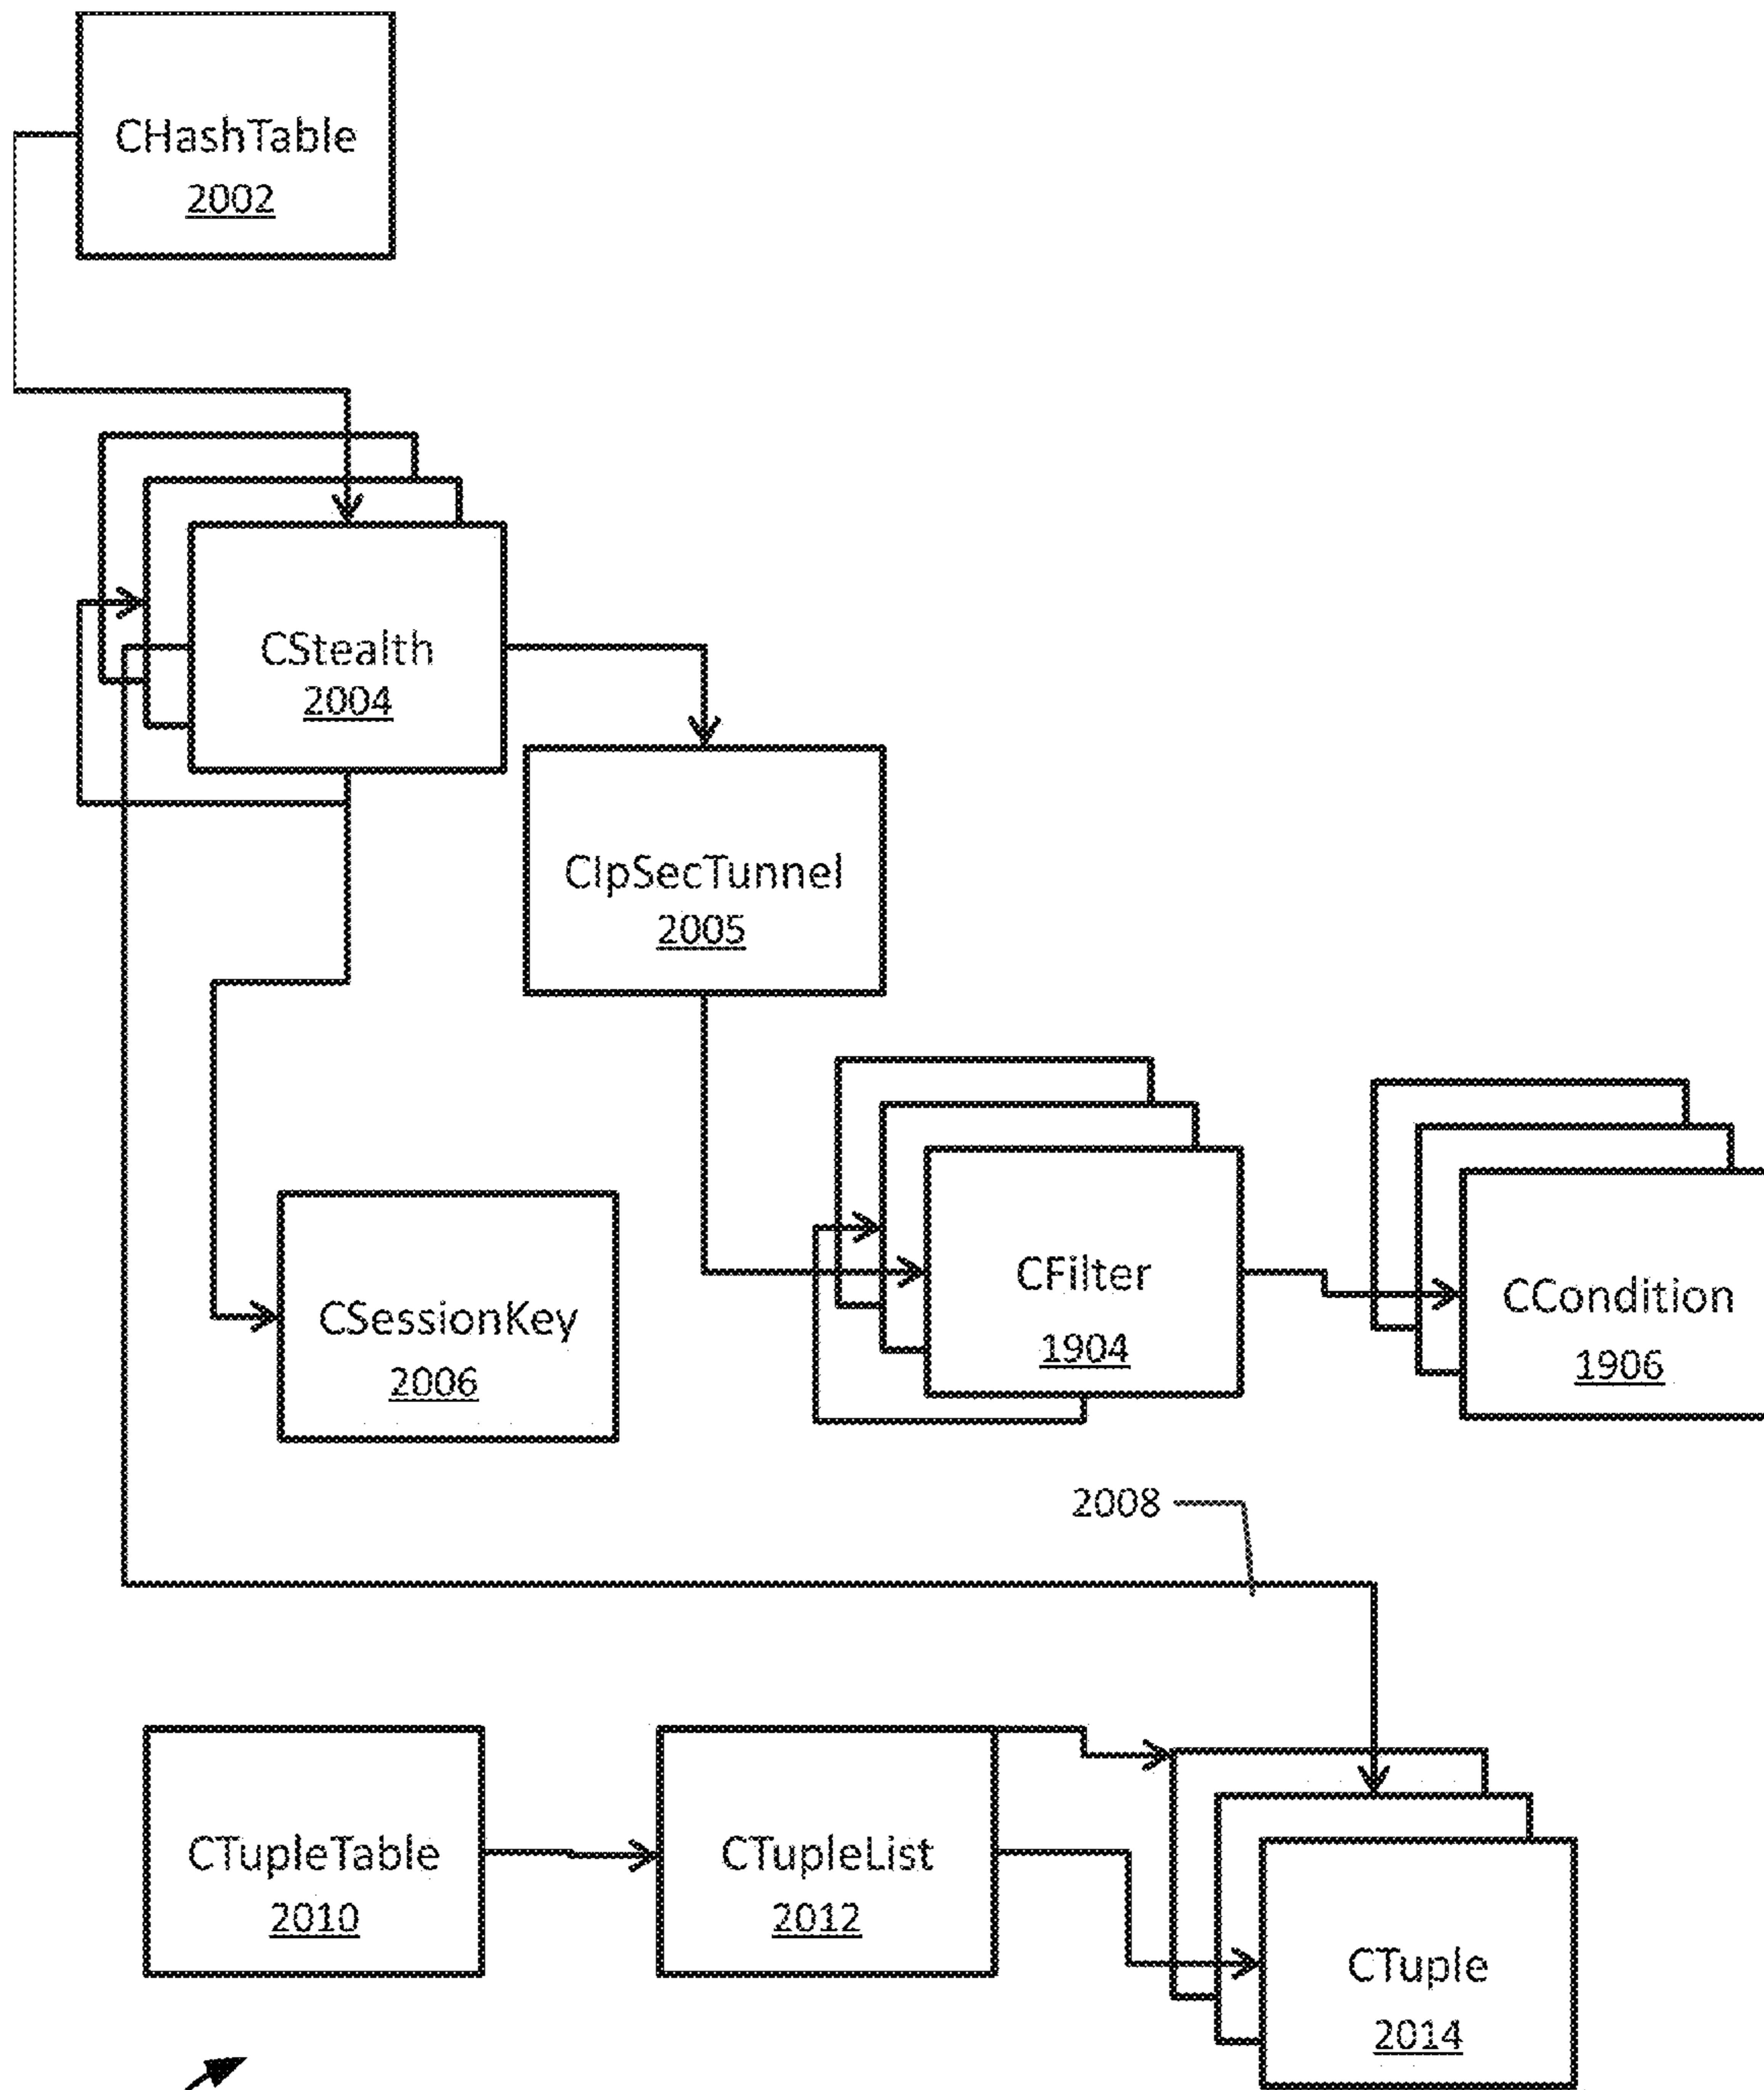 CHashTable
2002
CStealth
2004
CIpSecTunnel
2005
CSessionKey
2006
CFilter
1904
CCondition
1906
2008
CTupleTable
2010
CTupleList
2012
CTuple
2014